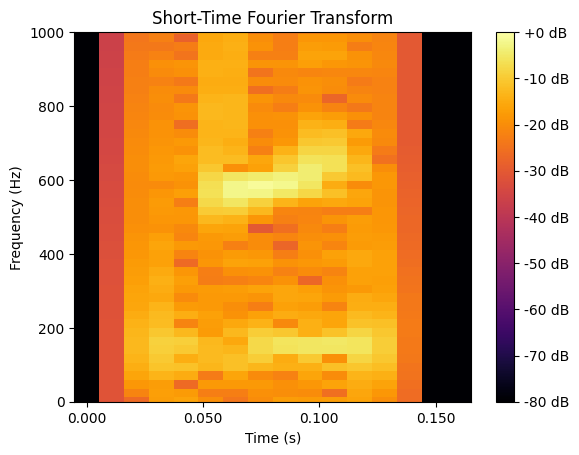 Short-Time Fourier Transform
1000
800
600
400
200
0
Frequency (Hz)
0.000
0.050
0.100
0.150
Time (s)
+0 dB
-10 dB
-20 dB
-30 dB
-40 dB
-50 dB
-60 dB
-70 dB
-80 dB